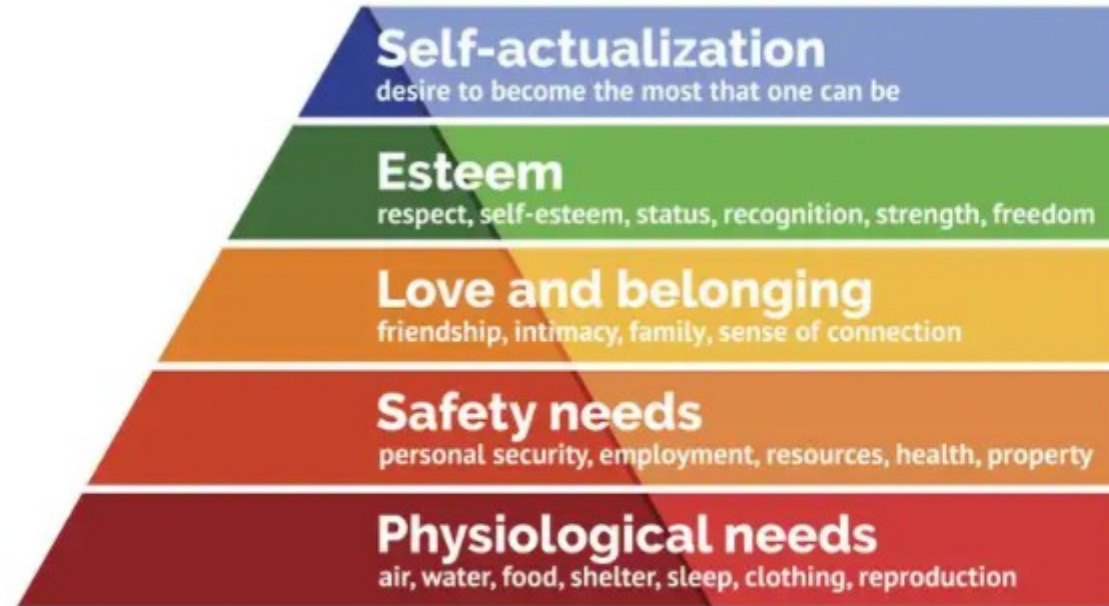 Self-actualization
desire to become the most that one can be
Esteem
respect, self-esteem, status, recognition, strength, freedom
Love and belonging
friendship, intimacy, family, sense of connection
Safety needs
personal security, employment, resources, health, property
Physiological needs
air, water, food, shelter, sleep, clothing, reproduction